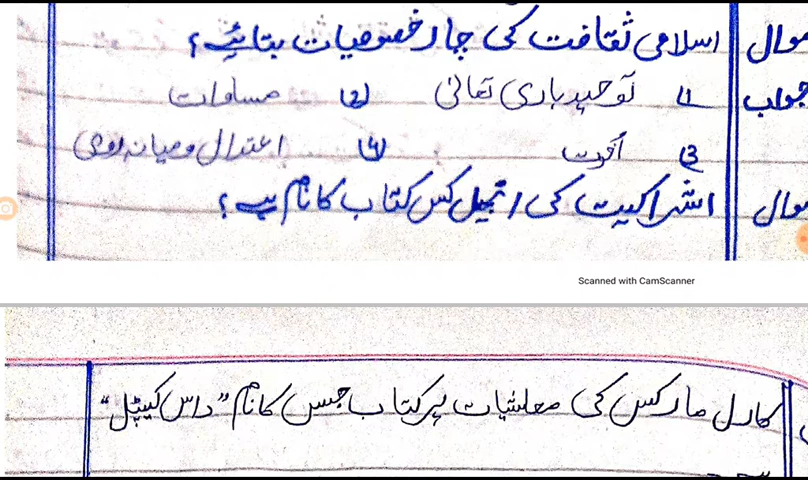 سوال اسلامی ثقافت کی چار خصوصیات بتائیے؟
جواب (1 توحید باری تعالیٰ (2) مساوات
(3 اخوت (4) اعتدال و میانہ روی
سوال اشتراکیت کی انجیل کس کتاب کا نام ہے؟
Scanned with CamScanner
کارل مارکس کی معاشیات پر کتاب جس کا نام "داس کیپٹل"